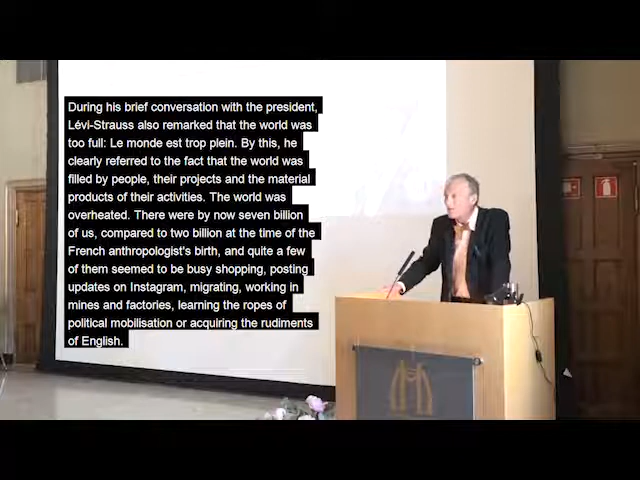 During his brief conversation with the president,
Lévi-Strauss also remarked that the world was
too full: Le monde est trop plein. By this, he
clearly referred to the fact that the world was
filled by people, their projects and the material
products of their activities. The world was
overheated. There were by now seven billion
of us, compared to two billion at the time of the
French anthropologist's birth, and quite a few
of them seemed to be busy shopping, posting
updates on Instagram, migrating, working in
mines and factories, learning the ropes of
political mobilisation or acquiring the rudiments
of English.